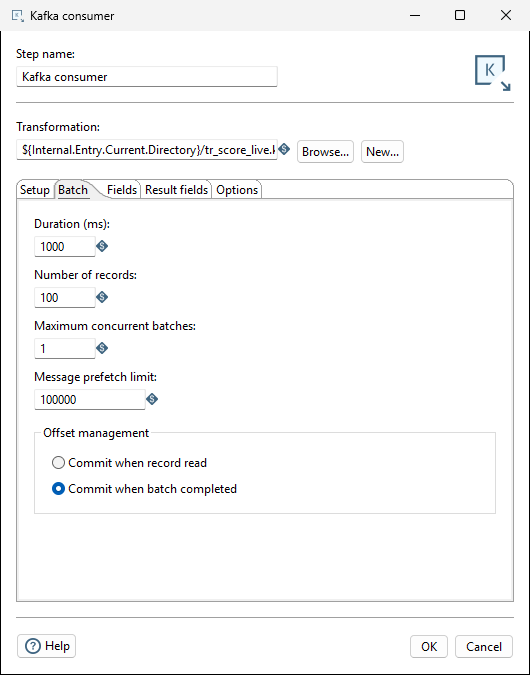 Kafka consumer
Step name:
Kafka consumer
K
Transformation:
${Internal.Entry.Current.Directory}/tr_score_live.k
Browse...
New...
Setup Batch Fields Result fields Options
Duration (ms):
1000
Number of records:
100
Maximum concurrent batches:
1
Message prefetch limit:
100000
Offset management
Commit when record read
Commit when batch completed
Help
OK
Cancel